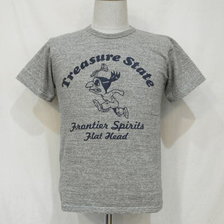 Treasure State
Frontier Spirits
Flat Head